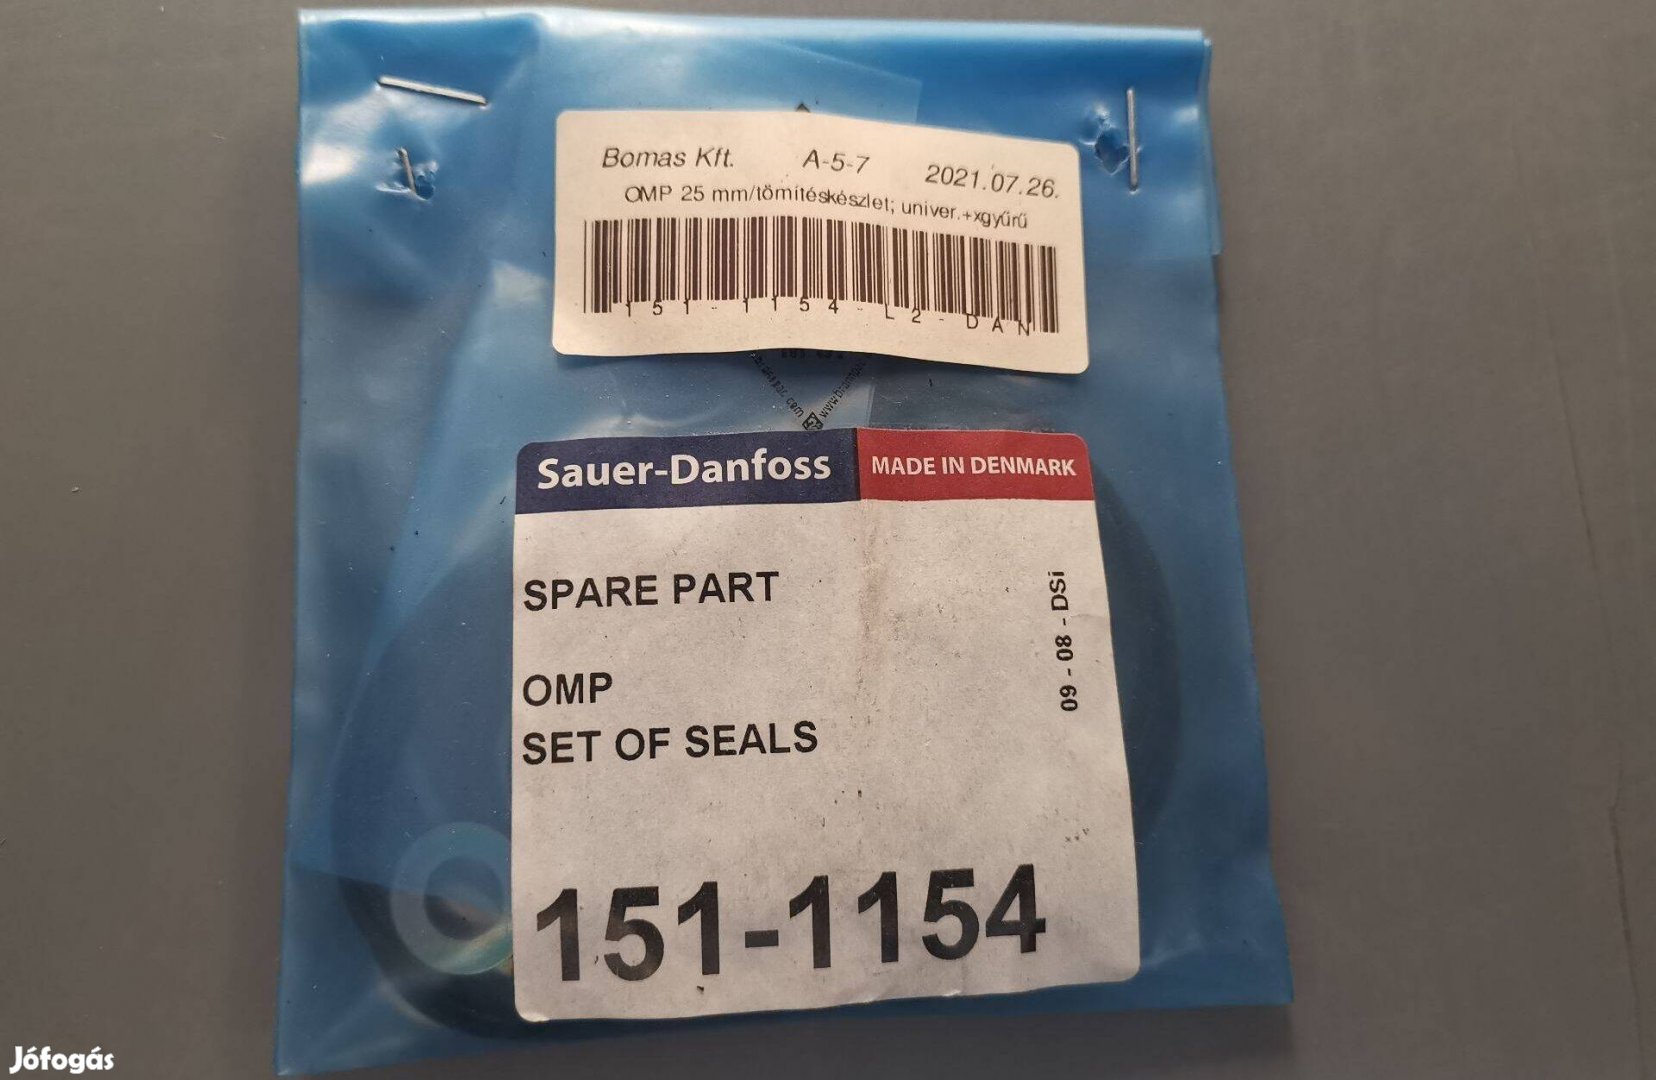 Bomas Kft. A-5-7 2021.07.26.
OMP 25 mm/tömítéskészlet; univer.+xgyűrű
151-1154-L2-DAN
Sauer-Danfoss MADE IN DENMARK
SPARE PART
09 - 08 - DSi
OMP
SET OF SEALS
151-1154
Jófogás